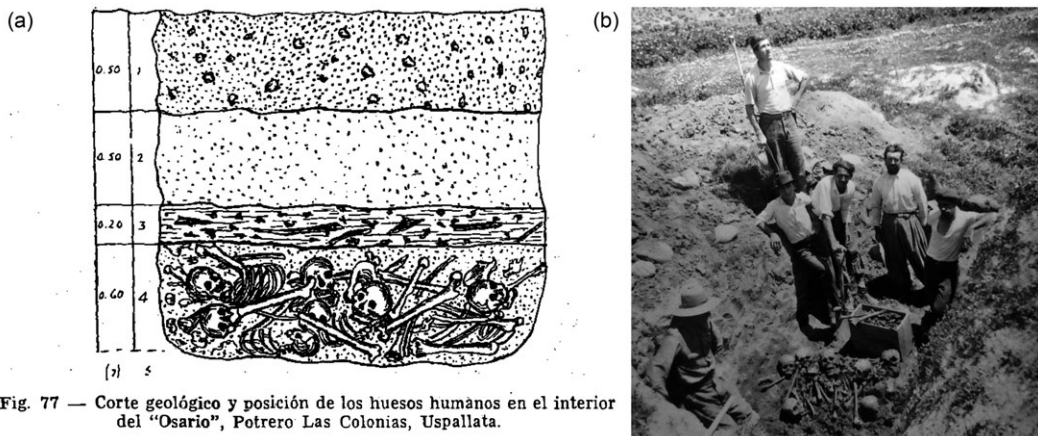 (a)
(b)
0.50 1
0.50 2
0.20 3
0.60 4
(?) 5
Fig. 77 — Corte geológico y posición de los huesos humanos en el interior
del "Osario", Potrero Las Colonias, Uspallata.